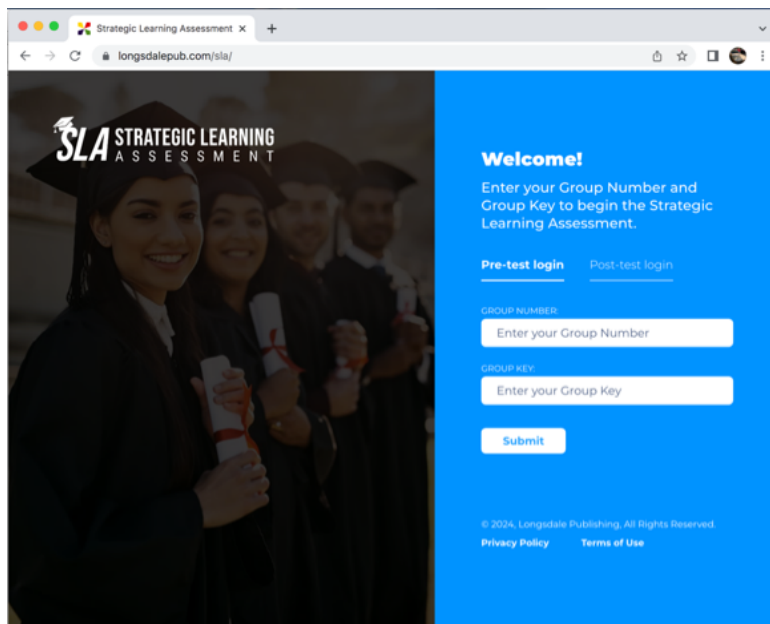 Strategic Learning Assessment
longsdalepub.com/sla/
SLA STRATEGIC LEARNING
ASSESSMENT
Welcome!
Enter your Group Number and
Group Key to begin the Strategic
Learning Assessment.
Pre-test login Post-test login
GROUP NUMBER:
Enter your Group Number
GROUP KEY:
Enter your Group Key
Submit
© 2024, Longsdale Publishing, All Rights Reserved.
Privacy Policy Terms of Use